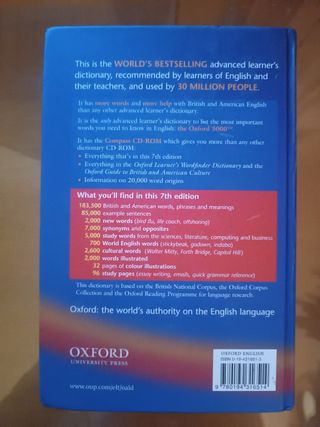 This is the WORLD'S BESTSELLING advanced learner's
dictionary, recommended by learners of English and
their teachers, and used by 30 MILLION PEOPLE.
It has more words and more help with British and American English
than any other advanced learner's dictionary.
It is the only advanced learner's dictionary to list the most important
words you need to know in English: the Oxford 3000™.
It has the Compass CD-ROM which gives you more than any other
dictionary CD-ROM:
• Everything that's in this 7th edition
• Everything in the Oxford Learner's Wordfinder Dictionary and the
Oxford Guide to British and American Culture
• Information on 20,000 word origins
What you'll find in this 7th edition
183,500 British and American words, phrases and meanings
85,000 example sentences
2,000 new words (bird flu, life coach, offshoring)
7,000 synonyms and opposites
5,000 study words from the sciences, literature, computing and business
700 World English words (stickybeak, godown, indaba)
2,600 cultural words (Walter Mitty, Forth Bridge, Capitol Hill)
2,000 words illustrated
32 pages of colour illustrations
96 study pages (essay writing, emails, quick grammar reference)
This dictionary is based on the British National Corpus, the Oxford Corpus
Collection and the Oxford Reading Programme for language research
Oxford: the world's authority on the English language
OXFORD
UNIVERSITY PRESS
www.oup.com/elt/oald
OXFORD ENGLISH
ISBN 0-19-431651-3
9 780194 316514